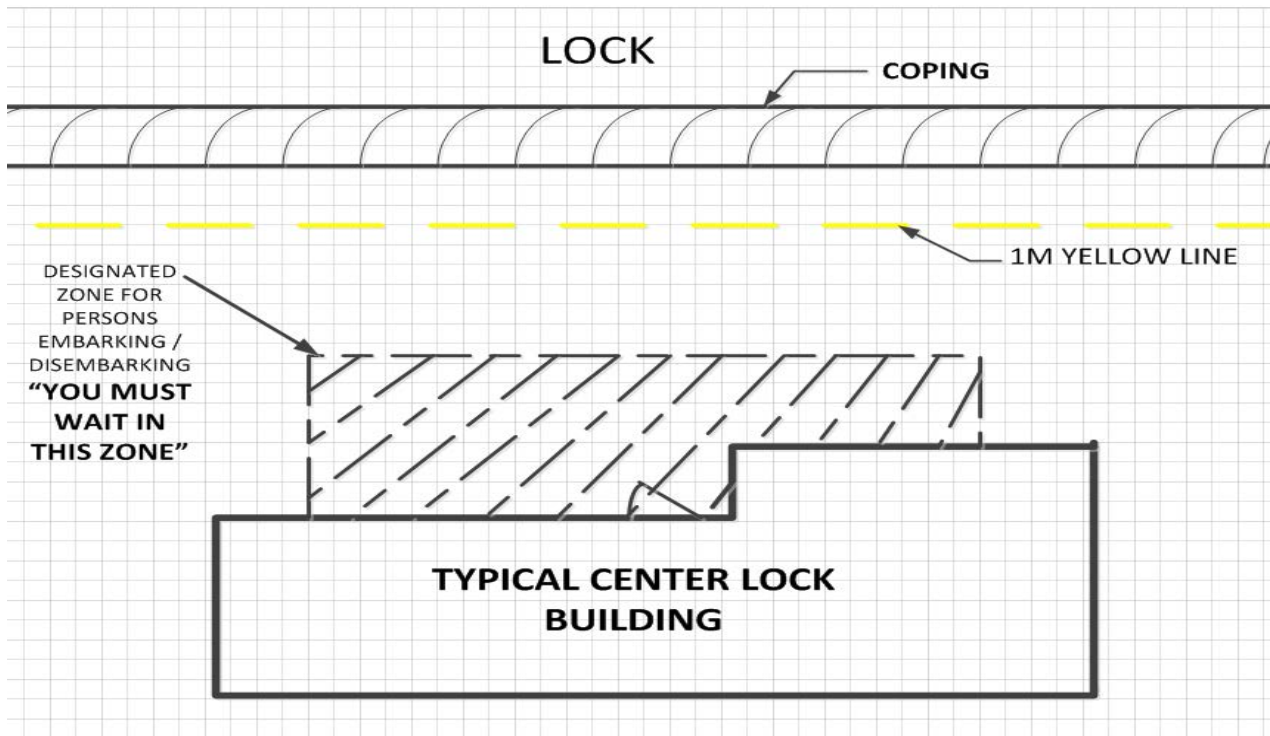 LOCK
COPING
1M YELLOW LINE
DESIGNATED
ZONE FOR
PERSONS
EMBARKING /
DISEMBARKING
“YOU MUST
WAIT IN
THIS ZONE”
TYPICAL CENTER LOCK
BUILDING